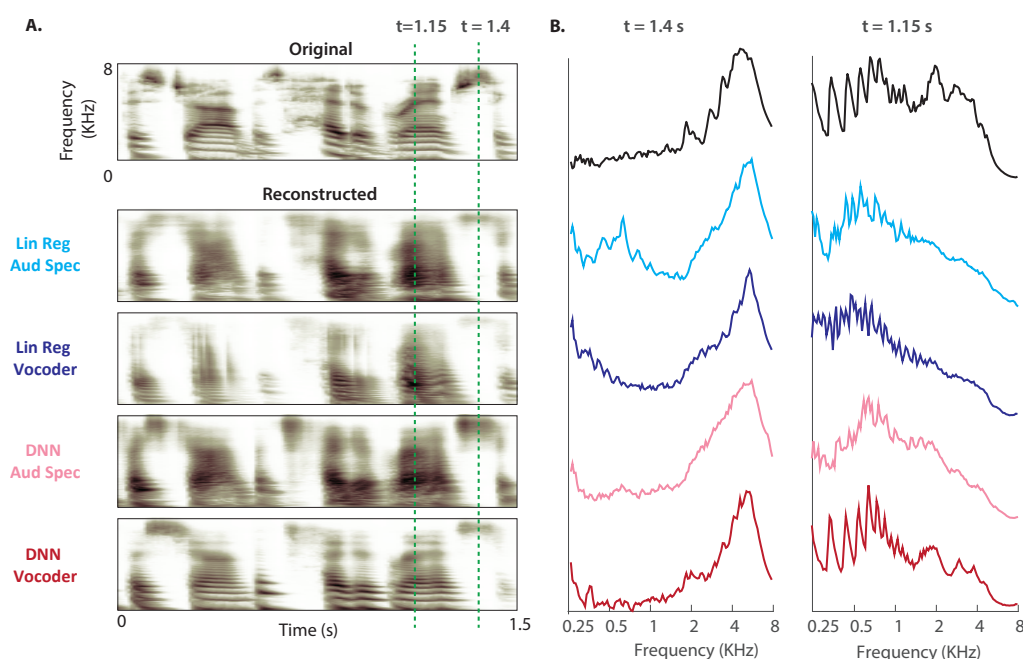 A.
t=1.15 t = 1.4
B.
t = 1.4 s
t = 1.15 s
Original
8
Frequency
(KHz)
0
Reconstructed
Lin Reg
Aud Spec
Lin Reg
Vocoder
DNN
Aud Spec
DNN
Vocoder
0
Time (s)
1.5
0.25 0.5 1 2 4 8
Frequency (KHz)
0.25 0.5 1 2 4 8
Frequency (KHz)